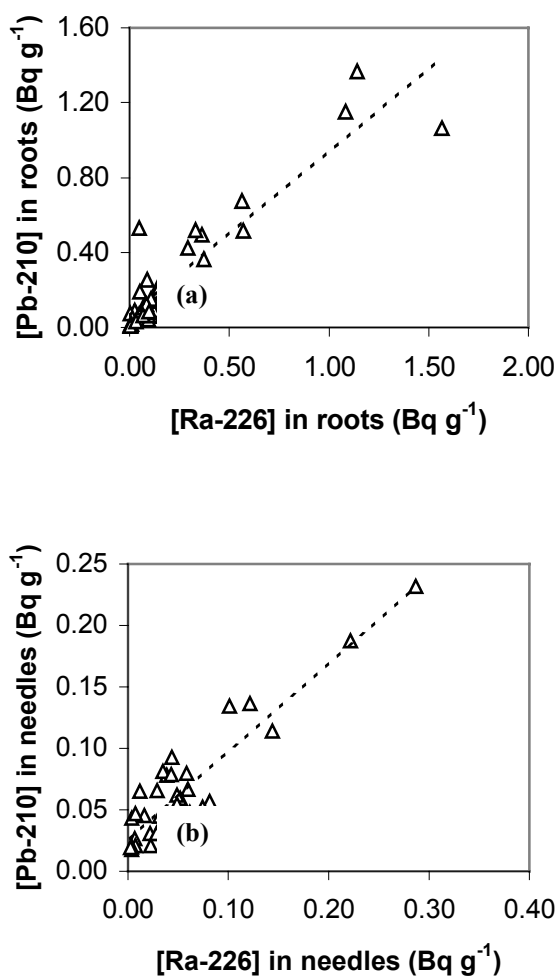 1.60
1.20
0.80
0.40
0.00
[Pb-210] in roots (Bq g⁻¹)
(a)
0.00 0.50 1.00 1.50 2.00
[Ra-226] in roots (Bq g⁻¹)
0.25
0.20
0.15
0.10
0.05
0.00
[Pb-210] in needles (Bq g⁻¹)
(b)
0.00 0.10 0.20 0.30 0.40
[Ra-226] in needles (Bq g⁻¹)